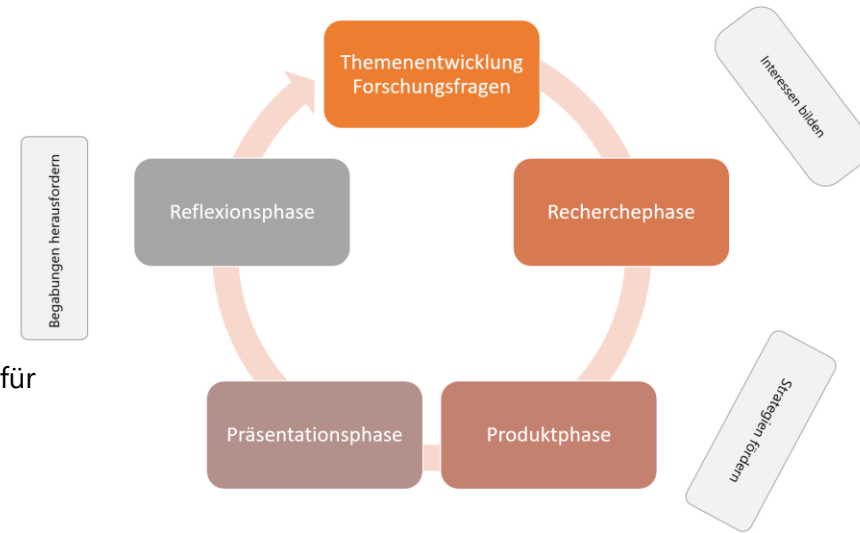 Themenentwicklung
Forschungsfragen
Interessen bilden
Recherchephase
Strategien fördern
Produktphase
Präsentationsphase
Reflexionsphase
Begabungen herausfordern
für